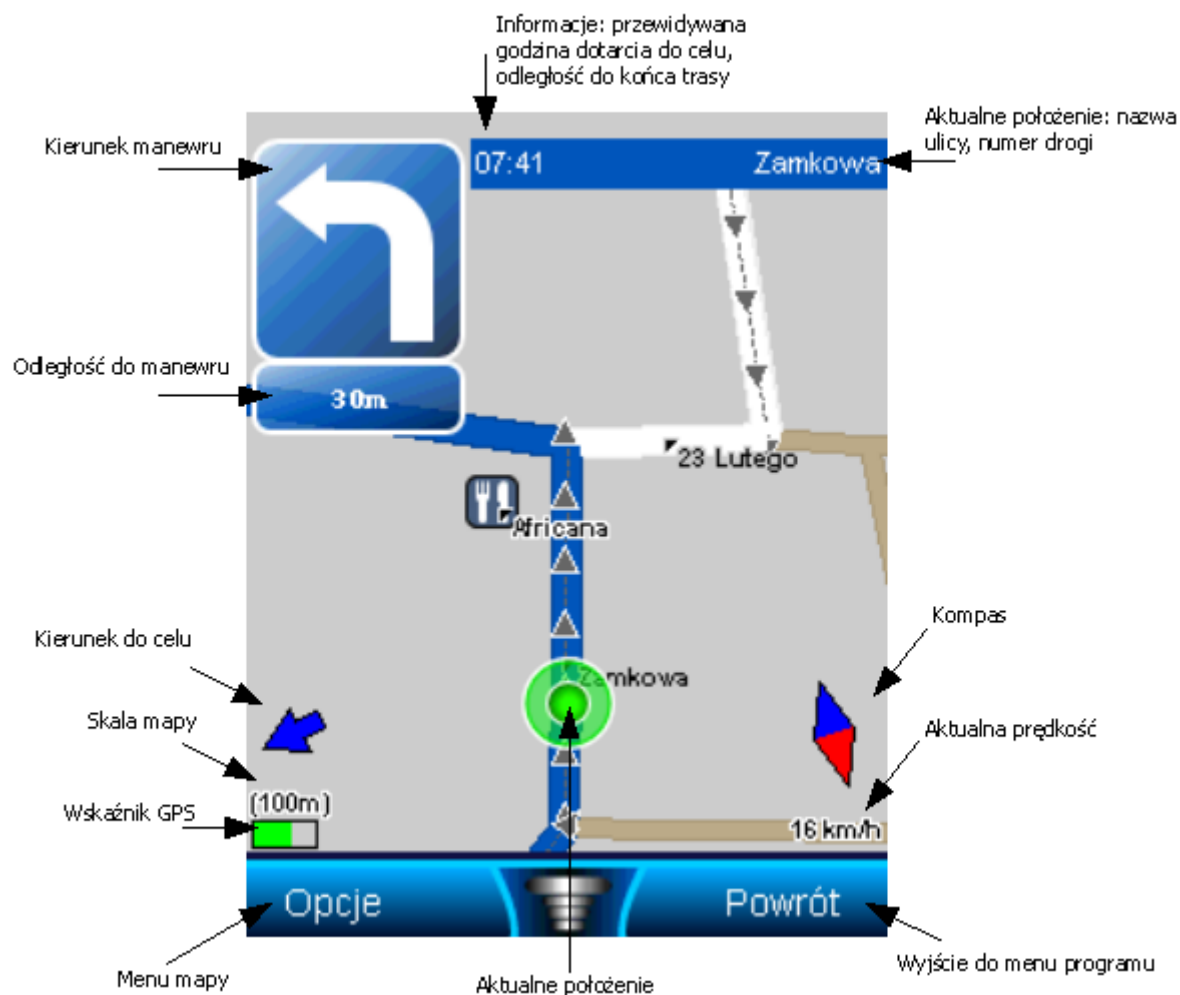 Informacje: przewidywana
godzina dotarcia do celu,
odległość do końca trasy
Aktualne położenie: nazwa
ulicy, numer drogi
Kierunek manewru
07:41
Zamkowa
Odległość do manewru
30m
23 Lutego
Africana
Kompas
Kierunek do celu
Zamkowa
Skala mapy
Aktualna prędkość
(100m)
Wskaźnik GPS
16 km/h
Opcje
Powrót
Menu mapy
Aktualne położenie
Wyjście do menu programu